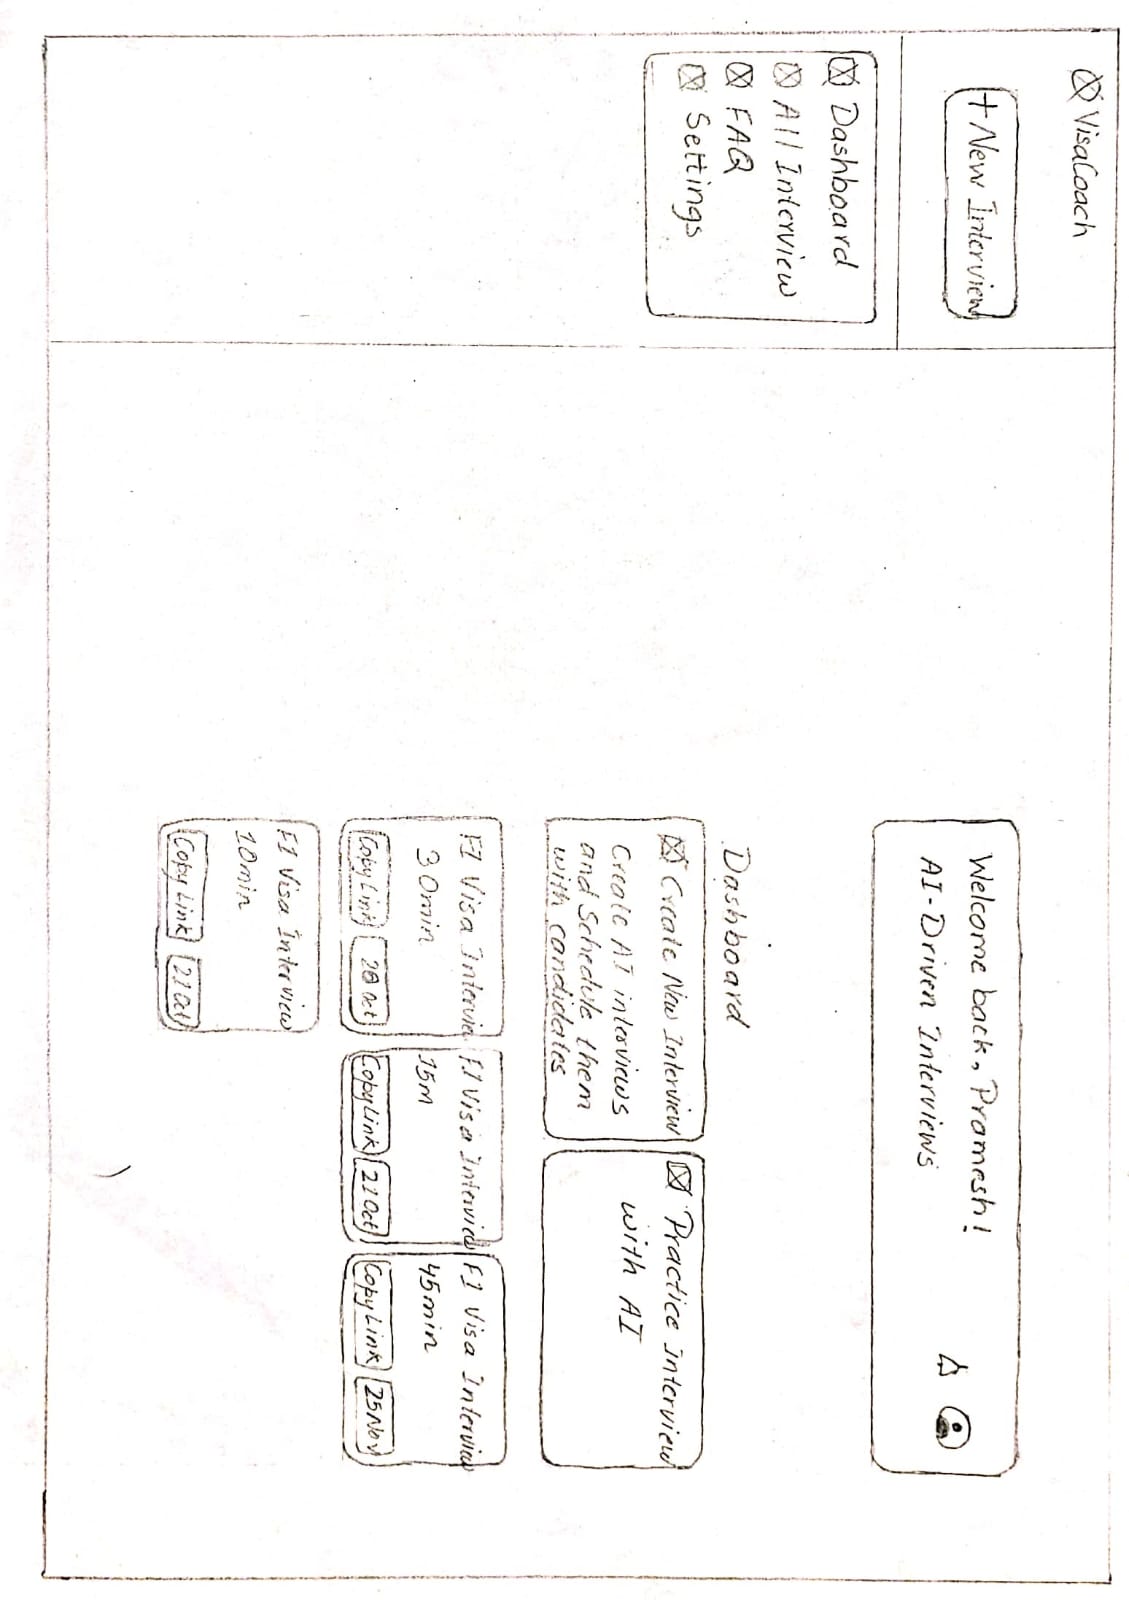 VisaCoach
+ New Interview
Dashboard
All Interview
FAQ
Settings
Welcome back, Pramesh!
AI-Driven Interviews
Dashboard
Create New Interview
Create AI interviews
and Schedule them
with candidates
Practice Interview
with AI
F1 Visa Intervie
30min
Copy Link
20 Oct
F1 Visa Interview
15m
Copy Link
21 Oct
F1 Visa Interview
45min
Copy Link
25 Nov
F1 Visa Interview
10min
Copy Link
21 Oct